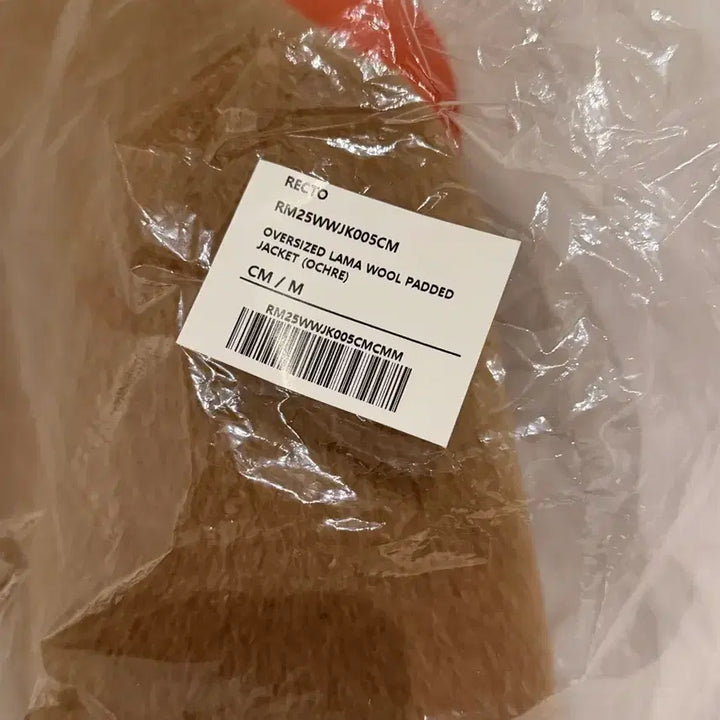 RECTO
RM25WWJK005CM
OVERSIZED LAMA WOOL PADDED
JACKET (OCHRE)
CM / M
RM25WWJK005CMCMM